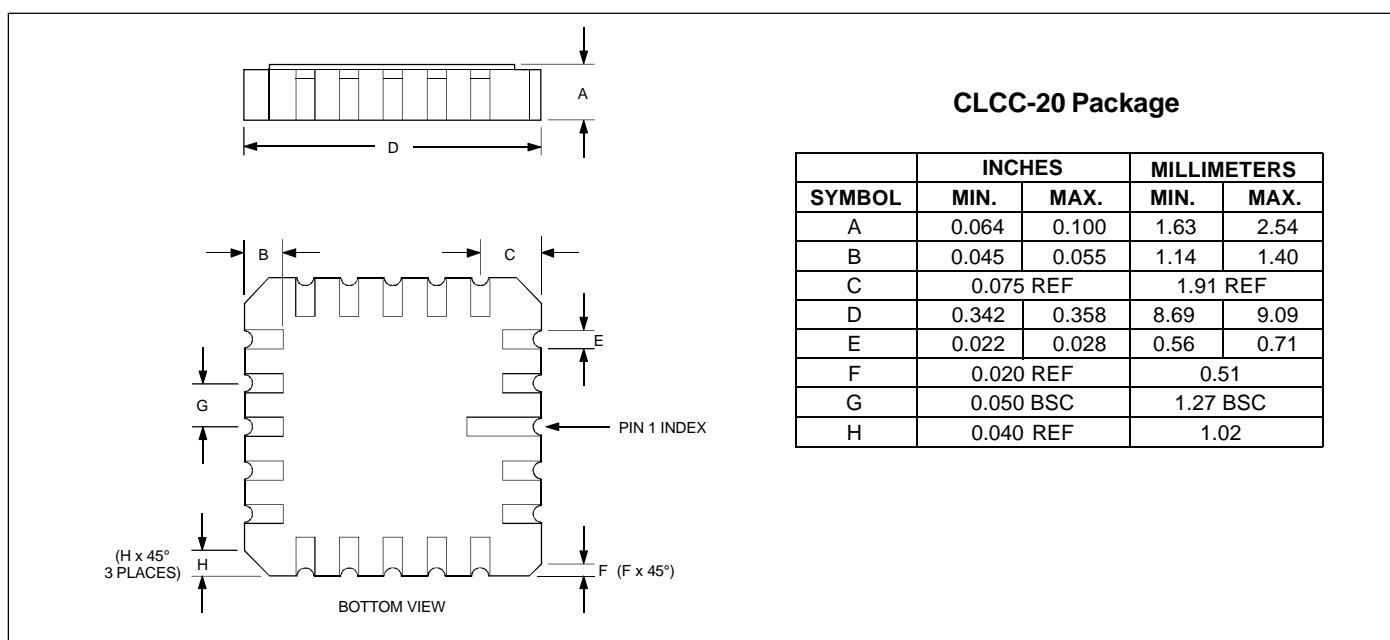 A
D
B
C
E
G
PIN 1 INDEX
(H x 45°
3 PLACES)
H
F (F x 45°)
BOTTOM VIEW
CLCC-20 Package
INCHES MILLIMETERS
SYMBOL MIN. MAX. MIN. MAX.
A 0.064 0.100 1.63 2.54
B 0.045 0.055 1.14 1.40
C 0.075 REF 1.91 REF
D 0.342 0.358 8.69 9.09
E 0.022 0.028 0.56 0.71
F 0.020 REF 0.51
G 0.050 BSC 1.27 BSC
H 0.040 REF 1.02